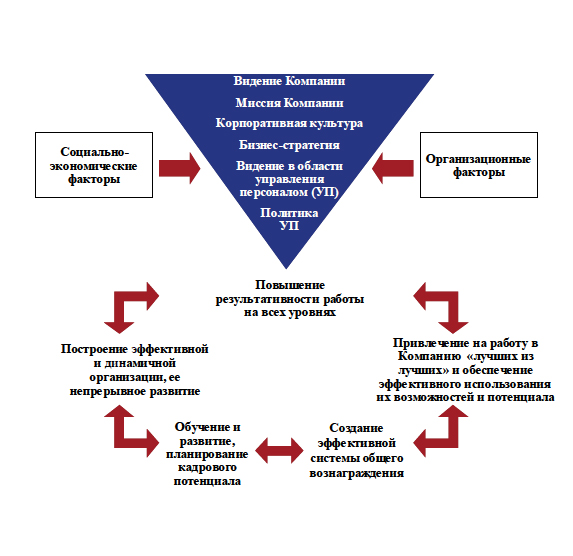 Видение Компании
Миссия Компании
Корпоративная культура
Бизнес-стратегия
Видение в области
управления
персоналом (УП)
Политика
УП
Социально-
экономические
факторы
Организационные
факторы
Повышение
результативности работы
на всех уровнях
Построение эффективной
и динамичной
организации, ее
непрерывное развитие
Привлечение на работу в
Компанию «лучших из
лучших» и обеспечение
эффективного использования
их возможностей и потенциала
Обучение и
развитие,
планирование
кадрового
потенциала
Создание
эффективной
системы общего
вознаграждения